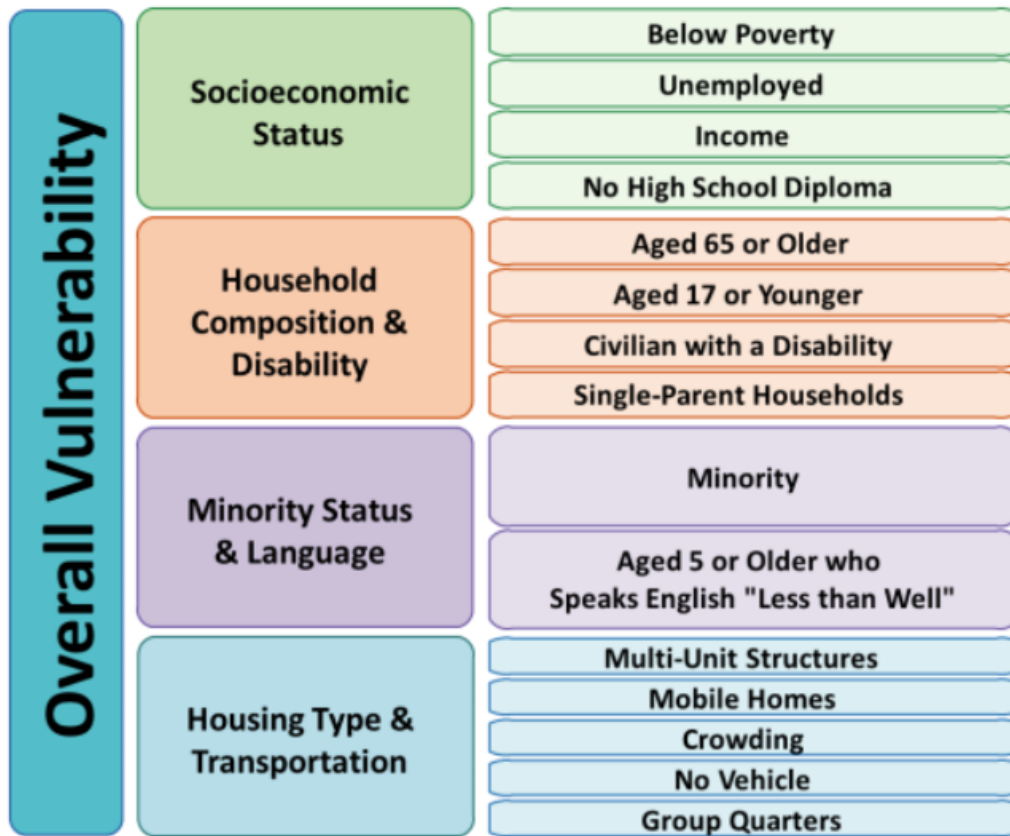 Overall Vulnerability
Socioeconomic
Status
Below Poverty
Unemployed
Income
No High School Diploma
Household
Composition &
Disability
Aged 65 or Older
Aged 17 or Younger
Civilian with a Disability
Single-Parent Households
Minority Status
& Language
Minority
Aged 5 or Older who
Speaks English "Less than Well"
Housing Type &
Transportation
Multi-Unit Structures
Mobile Homes
Crowding
No Vehicle
Group Quarters